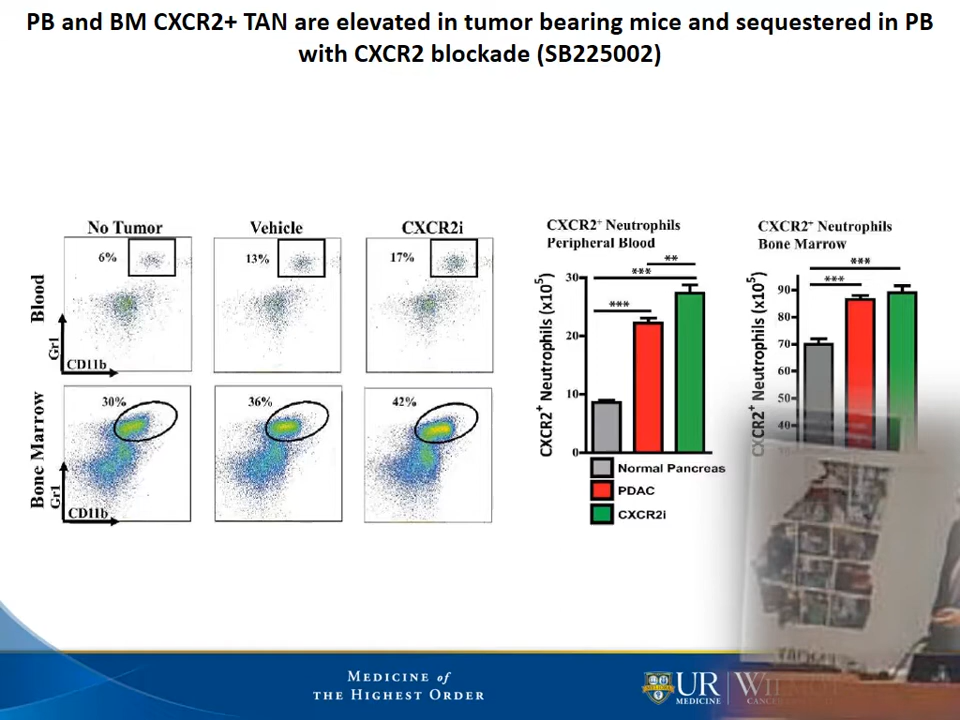 PB and BM CXCR2+ TAN are elevated in tumor bearing mice and sequestered in PB
with CXCR2 blockade (SB225002)
No Tumor
Vehicle
CXCR2i
Blood
6%
13%
17%
Gr1
CD11b
Bone Marrow
30%
36%
42%
Gr1
CD11b
CXCR2+ Neutrophils
Peripheral Blood
CXCR2+ Neutrophils (x10⁵)
**
***
***
30
20
10
0
Normal Pancreas
PDAC
CXCR2i
CXCR2+ Neutrophils
Bone Marrow
CXCR2+ Neutrophils (x10⁵)
***
***
90
80
70
60
50
40
MEDICINE of
THE HIGHEST ORDER
MELIORA
UR
MEDICINE